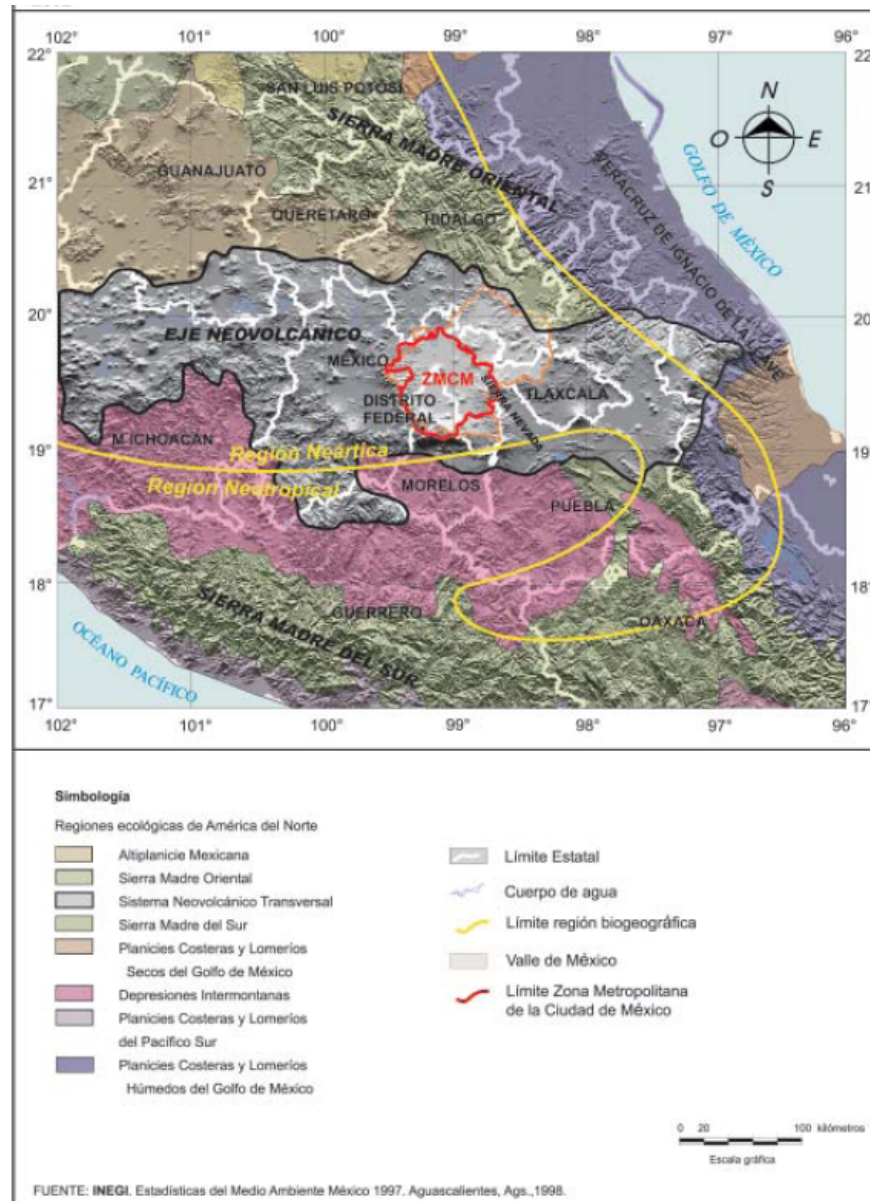 102° 101° 100° 99° 98° 97° 96°
22° 22°
SAN LUIS POTOSÍ
SIERRA MADRE ORIENTAL
N
O E
S
GOLFO DE MÉXICO
GUANAJUATO
21° 21°
QUERÉTARO
HIDALGO
VERACRUZ DE IGNACIO DE LA LLAVE
20° 20°
EJE NEOVOLCÁNICO
MÉXICO
ZMCM
TLAXCALA
DISTRITO
FEDERAL
SIERRA NEVADA
19° 19°
MICHOACÁN
Región Neártica
Región Neotropical
MORELOS
PUEBLA
18° 18°
SIERRA MADRE DEL SUR
GUERRERO
OAXACA
OCÉANO PACÍFICO
17° 17°
102° 101° 100° 99° 98° 97° 96°
Simbología
Regiones ecológicas de América del Norte
Altiplanicie Mexicana
Sierra Madre Oriental
Sistema Neovolcánico Transversal
Sierra Madre del Sur
Planicies Costeras y Lomeríos
Secos del Golfo de México
Depresiones Intermontanas
Planicies Costeras y Lomeríos
del Pacífico Sur
Planicies Costeras y Lomeríos
Húmedos del Golfo de México
Límite Estatal
Cuerpo de agua
Límite región biogeográfica
Valle de México
Límite Zona Metropolitana
de la Ciudad de México
0 20 100 kilómetros
Escala gráfica
FUENTE: INEGI. Estadísticas del Medio Ambiente México 1997. Aguascalientes, Ags.,1998.